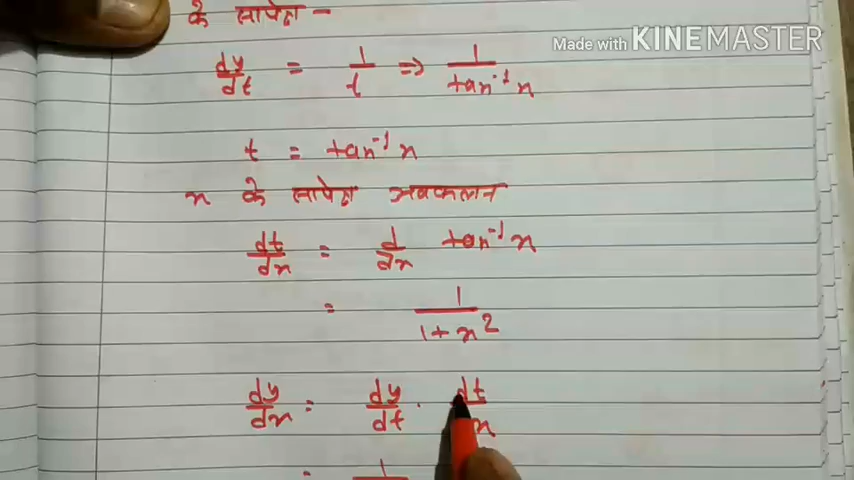 के सापेक्ष -
Made with KINEMASTER
dy/dt = 1/t ⇒ 1/tan⁻¹x
t = tan⁻¹x
x के सापेक्ष अवकलन
dt/dx = d/dx tan⁻¹x
= 1/1+x²
dy/dx = dy/dt · dt/x
= 1